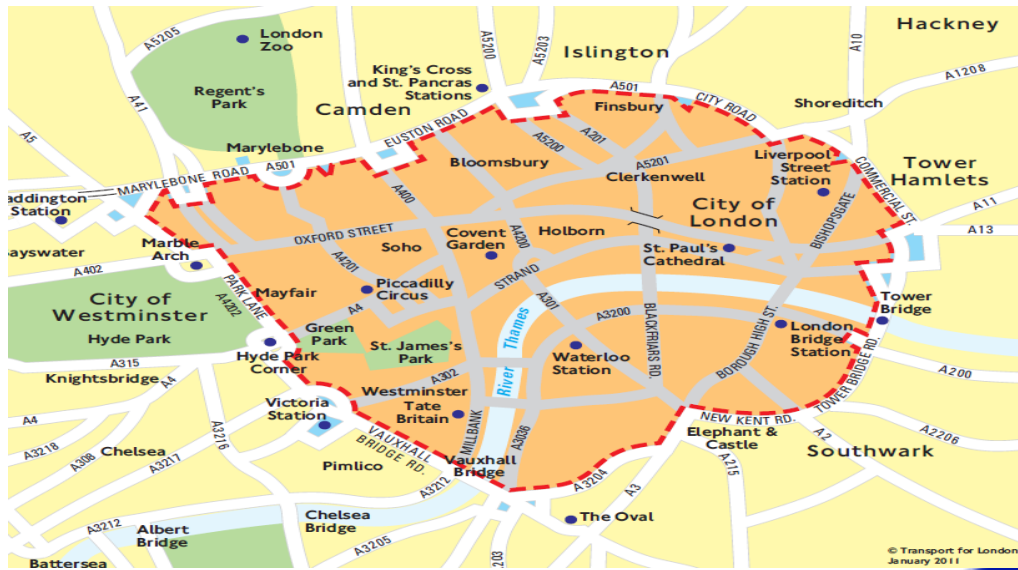 Hackney
A5205
London
Zoo
A5200
A5203
Islington
A10
A1208
King's Cross
and St. Pancras
Stations
A501
Finsbury
CITY ROAD
Shoreditch
Regent's
Park
A41
Camden
EUSTON ROAD
A5
Marylebone
A501
MARYLEBONE ROAD
Bloomsbury
A5200
A201
A5201
Clerkenwell
Liverpool
Street
Station
COMMERCIAL ST.
Tower
Hamlets
A11
A13
addington
Station
A400
City of
London
BISHOPSGATE
OXFORD STREET
Soho
Covent
Garden
A4200
Holborn
St. Paul's
Cathedral
Marble
Arch
ayswater
A402
A4201
STRAND
PARK LANE
A4202
Mayfair
Piccadilly
Circus
A4
A301
City of
Westminster
Hyde Park
Green
Park
St. James's
Park
River Thames
A3200
BLACKFRIARS RD.
BOROUGH HIGH ST.
London
Bridge
Station
Tower
Bridge
TOWER BRIDGE RD.
A200
Hyde Park
Corner
A315
Knightsbridge
A4
A302
Waterloo
Station
Westminster
Tate
Britain
MILLBANK
A3036
Victoria
Station
VAUXHALL
BRIDGE RD.
NEW KENT RD.
Elephant &
Castle
A2
A2206
Southwark
A4
A3218
A308
Chelsea
A3217
A3216
Pimlico
Vauxhall
Bridge
A3212
A3204
A3
A215
The Oval
A3212
Albert
Bridge
Chelsea
Bridge
A3205
203
Battersea
© Transport for London
January 2011